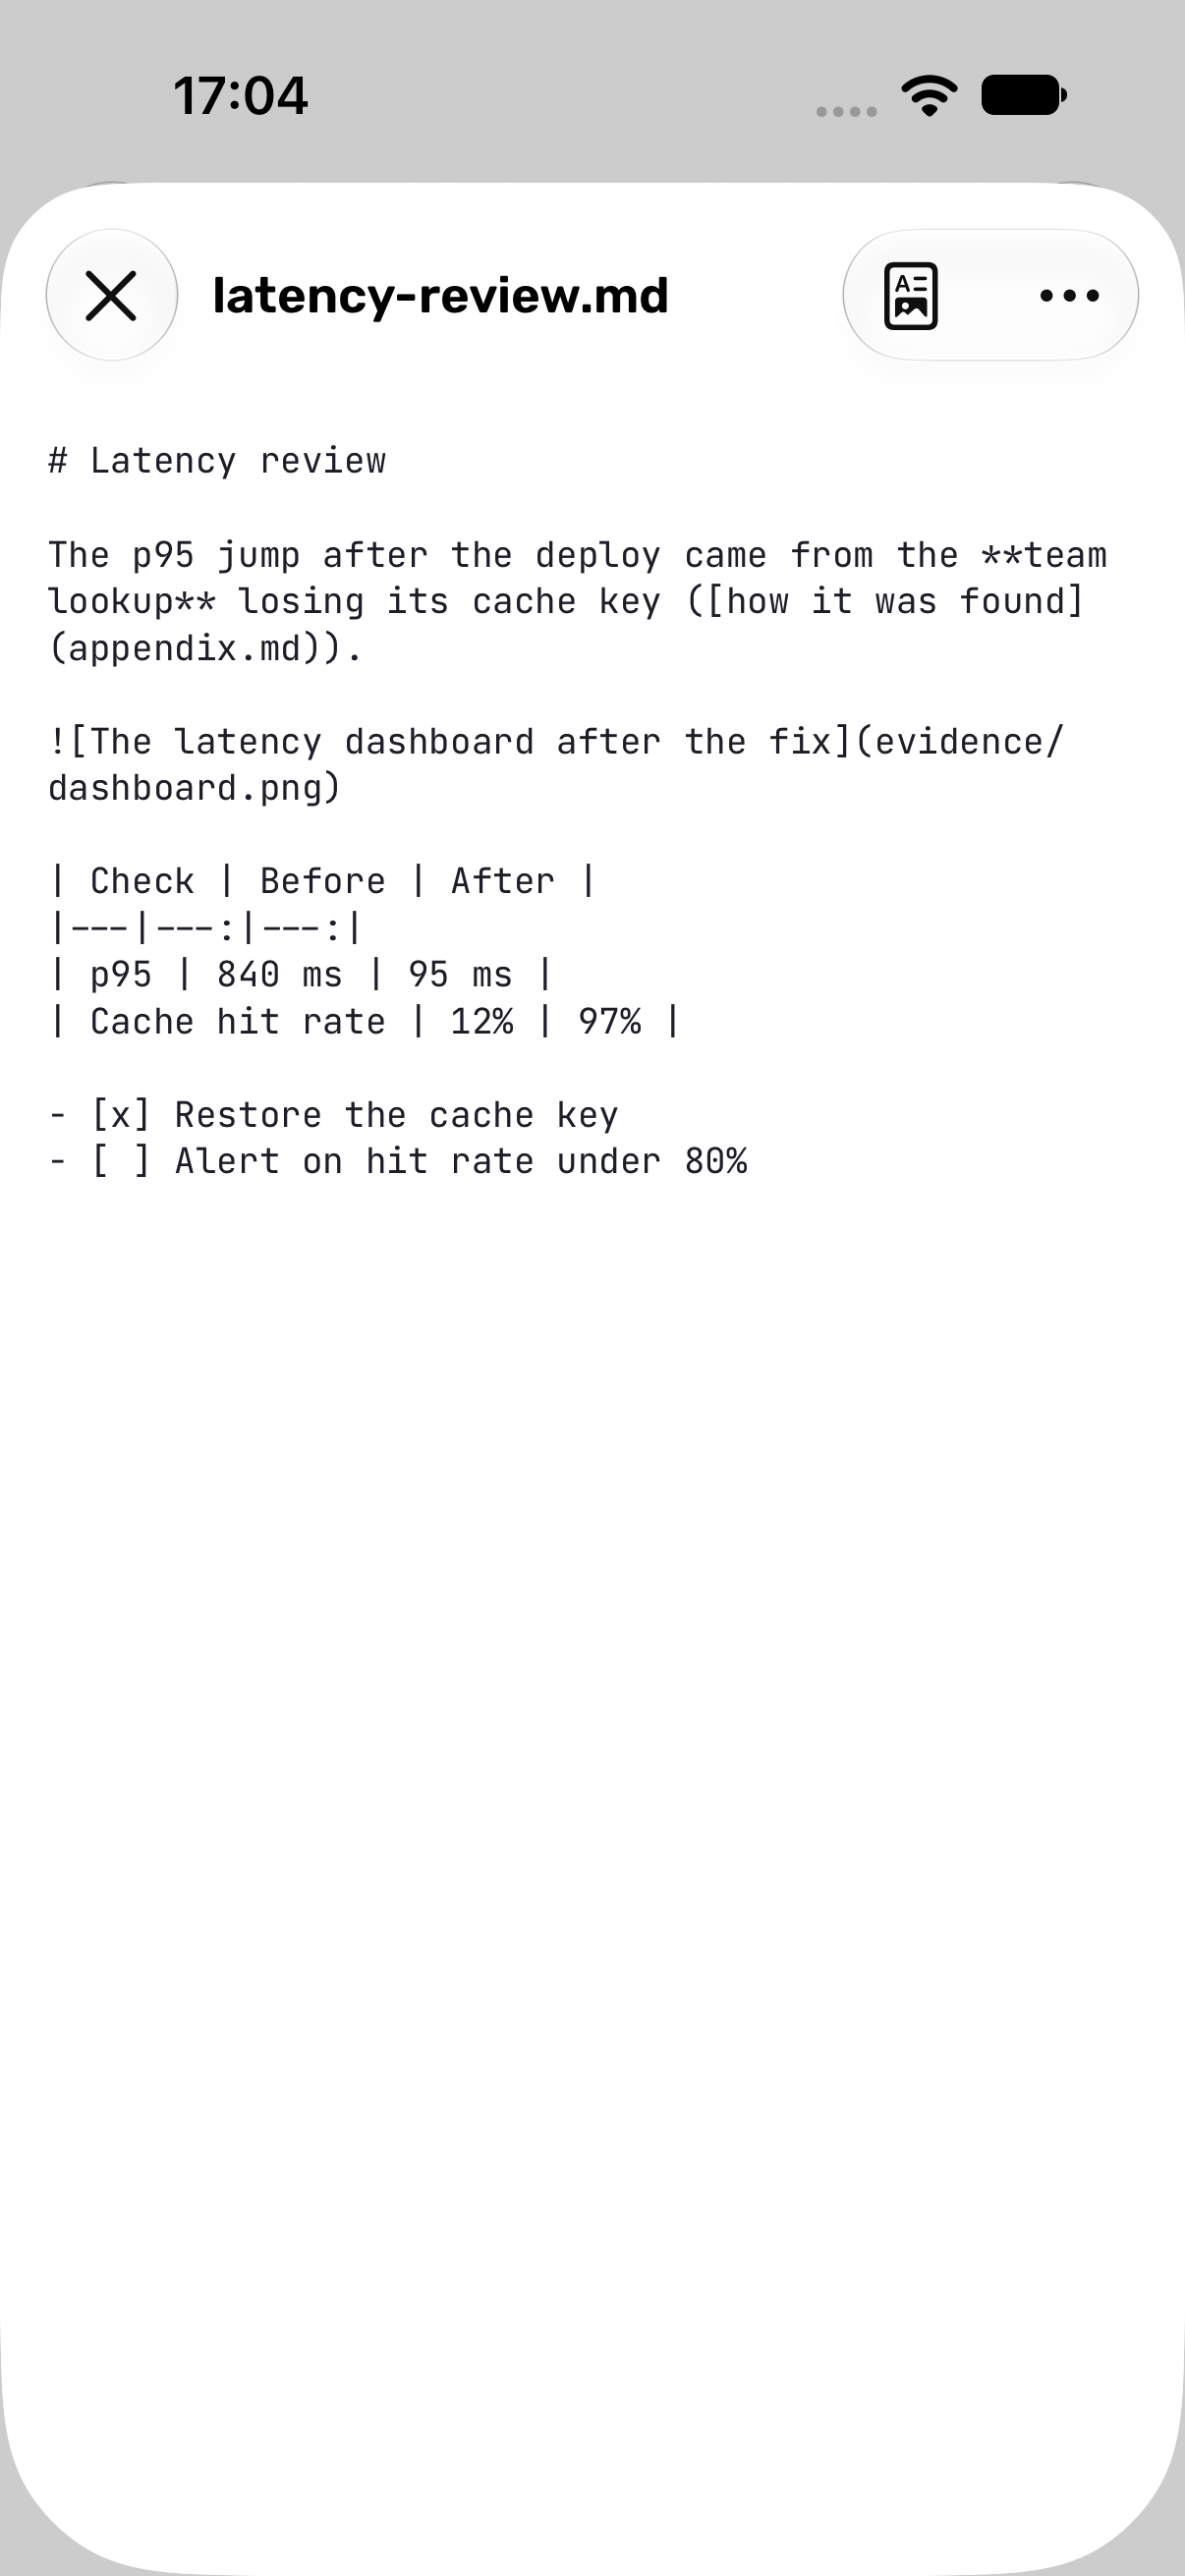 17:04
latency-review.md
# Latency review
The p95 jump after the deploy came from the **team
lookup** losing its cache key ([how it was found]
(appendix.md)).
![The latency dashboard after the fix](evidence/
dashboard.png)
| Check | Before | After |
|---|---:|---:|
| p95 | 840 ms | 95 ms |
| Cache hit rate | 12% | 97% |
- [x] Restore the cache key
- [ ] Alert on hit rate under 80%